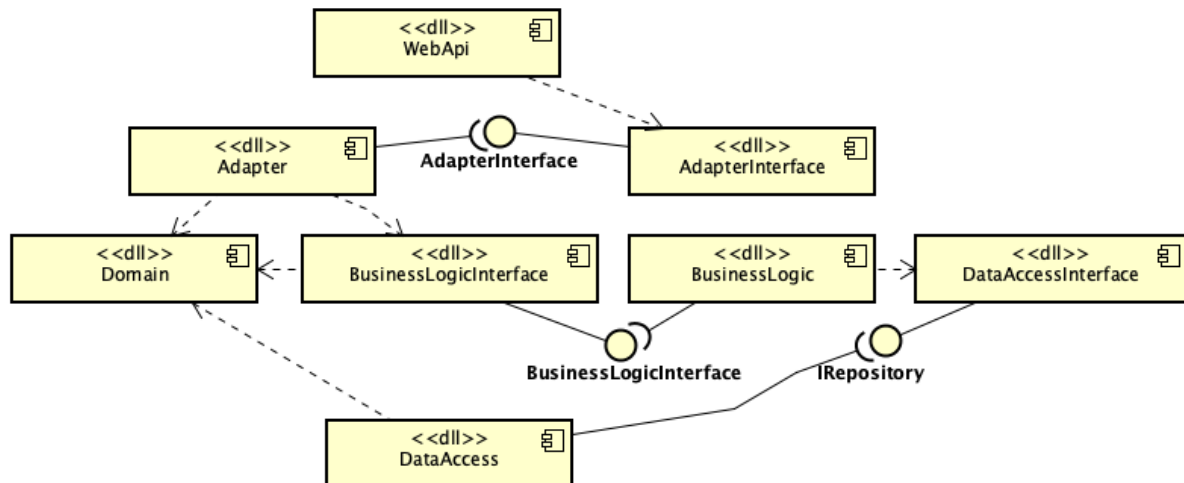 <<dll>>
WebApi
<<dll>>
Adapter
AdapterInterface
<<dll>>
AdapterInterface
<<dll>>
Domain
<<dll>>
BusinessLogicInterface
<<dll>>
BusinessLogic
<<dll>>
DataAccessInterface
BusinessLogicInterface
IRepository
<<dll>>
DataAccess